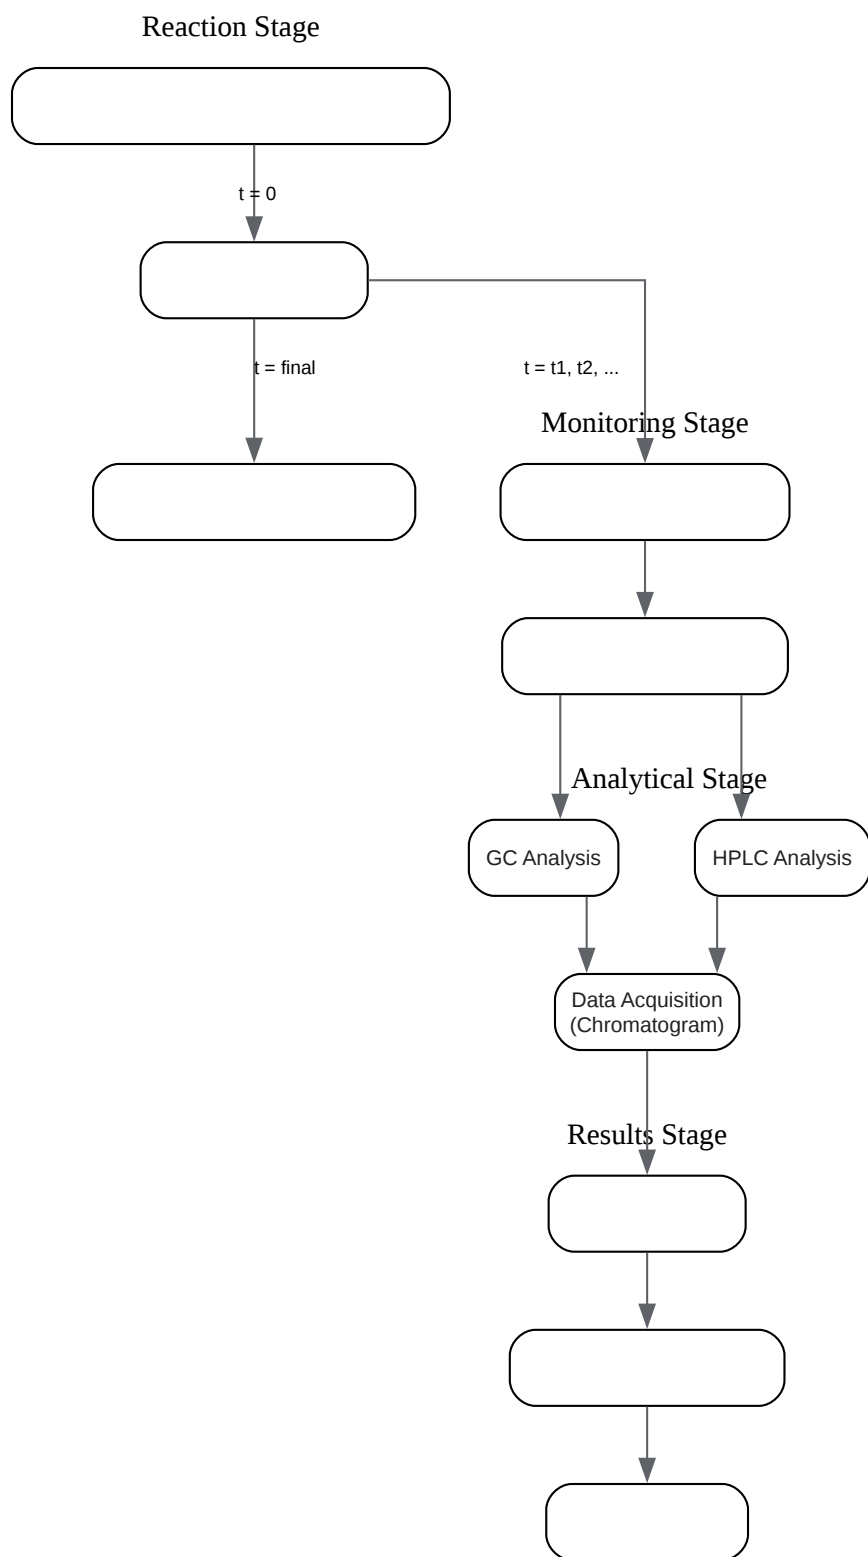 Reaction Stage
t = 0
t = final
t = t1, t2, ...
Monitoring Stage
Analytical Stage
GC Analysis
HPLC Analysis
Data Acquisition
(Chromatogram)
Results Stage